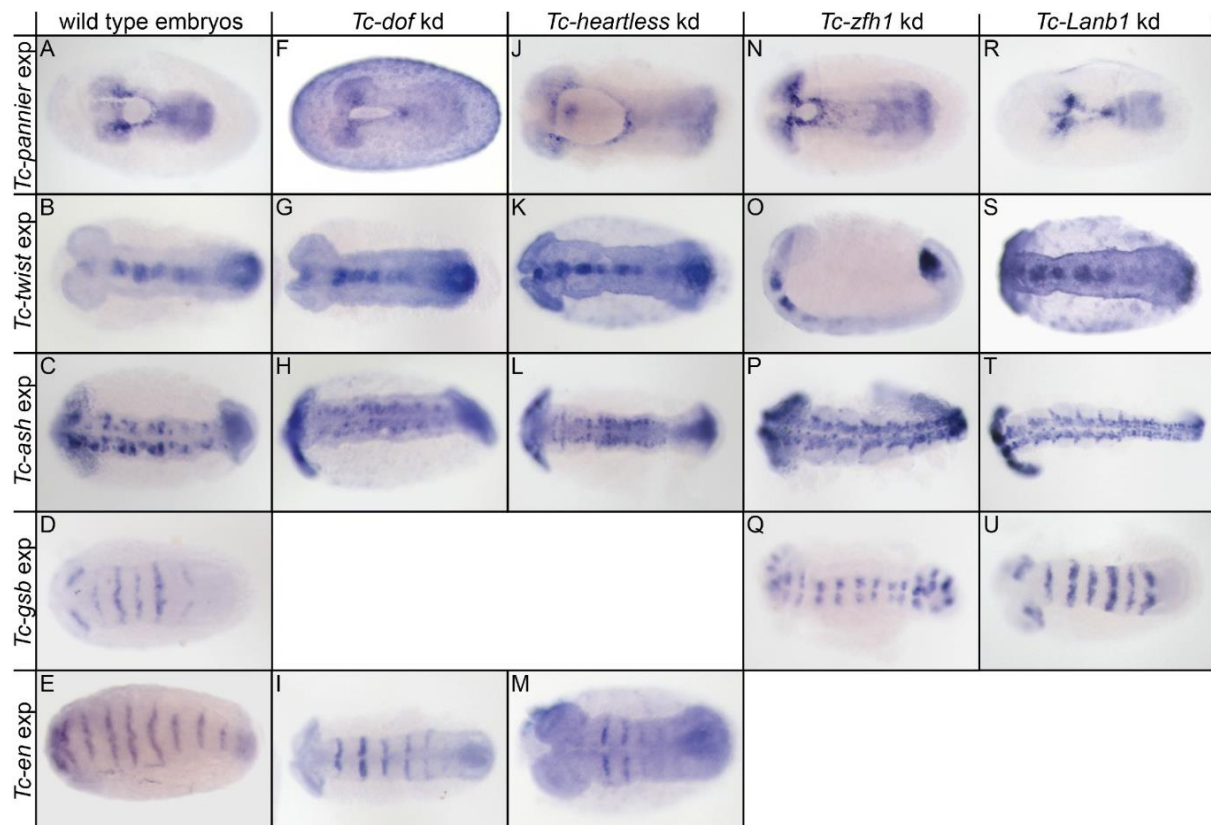 wild type embryos Tc-dof kd Tc-heartless kd Tc-zfh1 kd Tc-Lanb1 kd
Tc-pannier exp A F J N R
Tc-twist exp B G K O S
Tc-ash exp C H L P T
Tc-gsb exp D Q U
Tc-en exp E I M